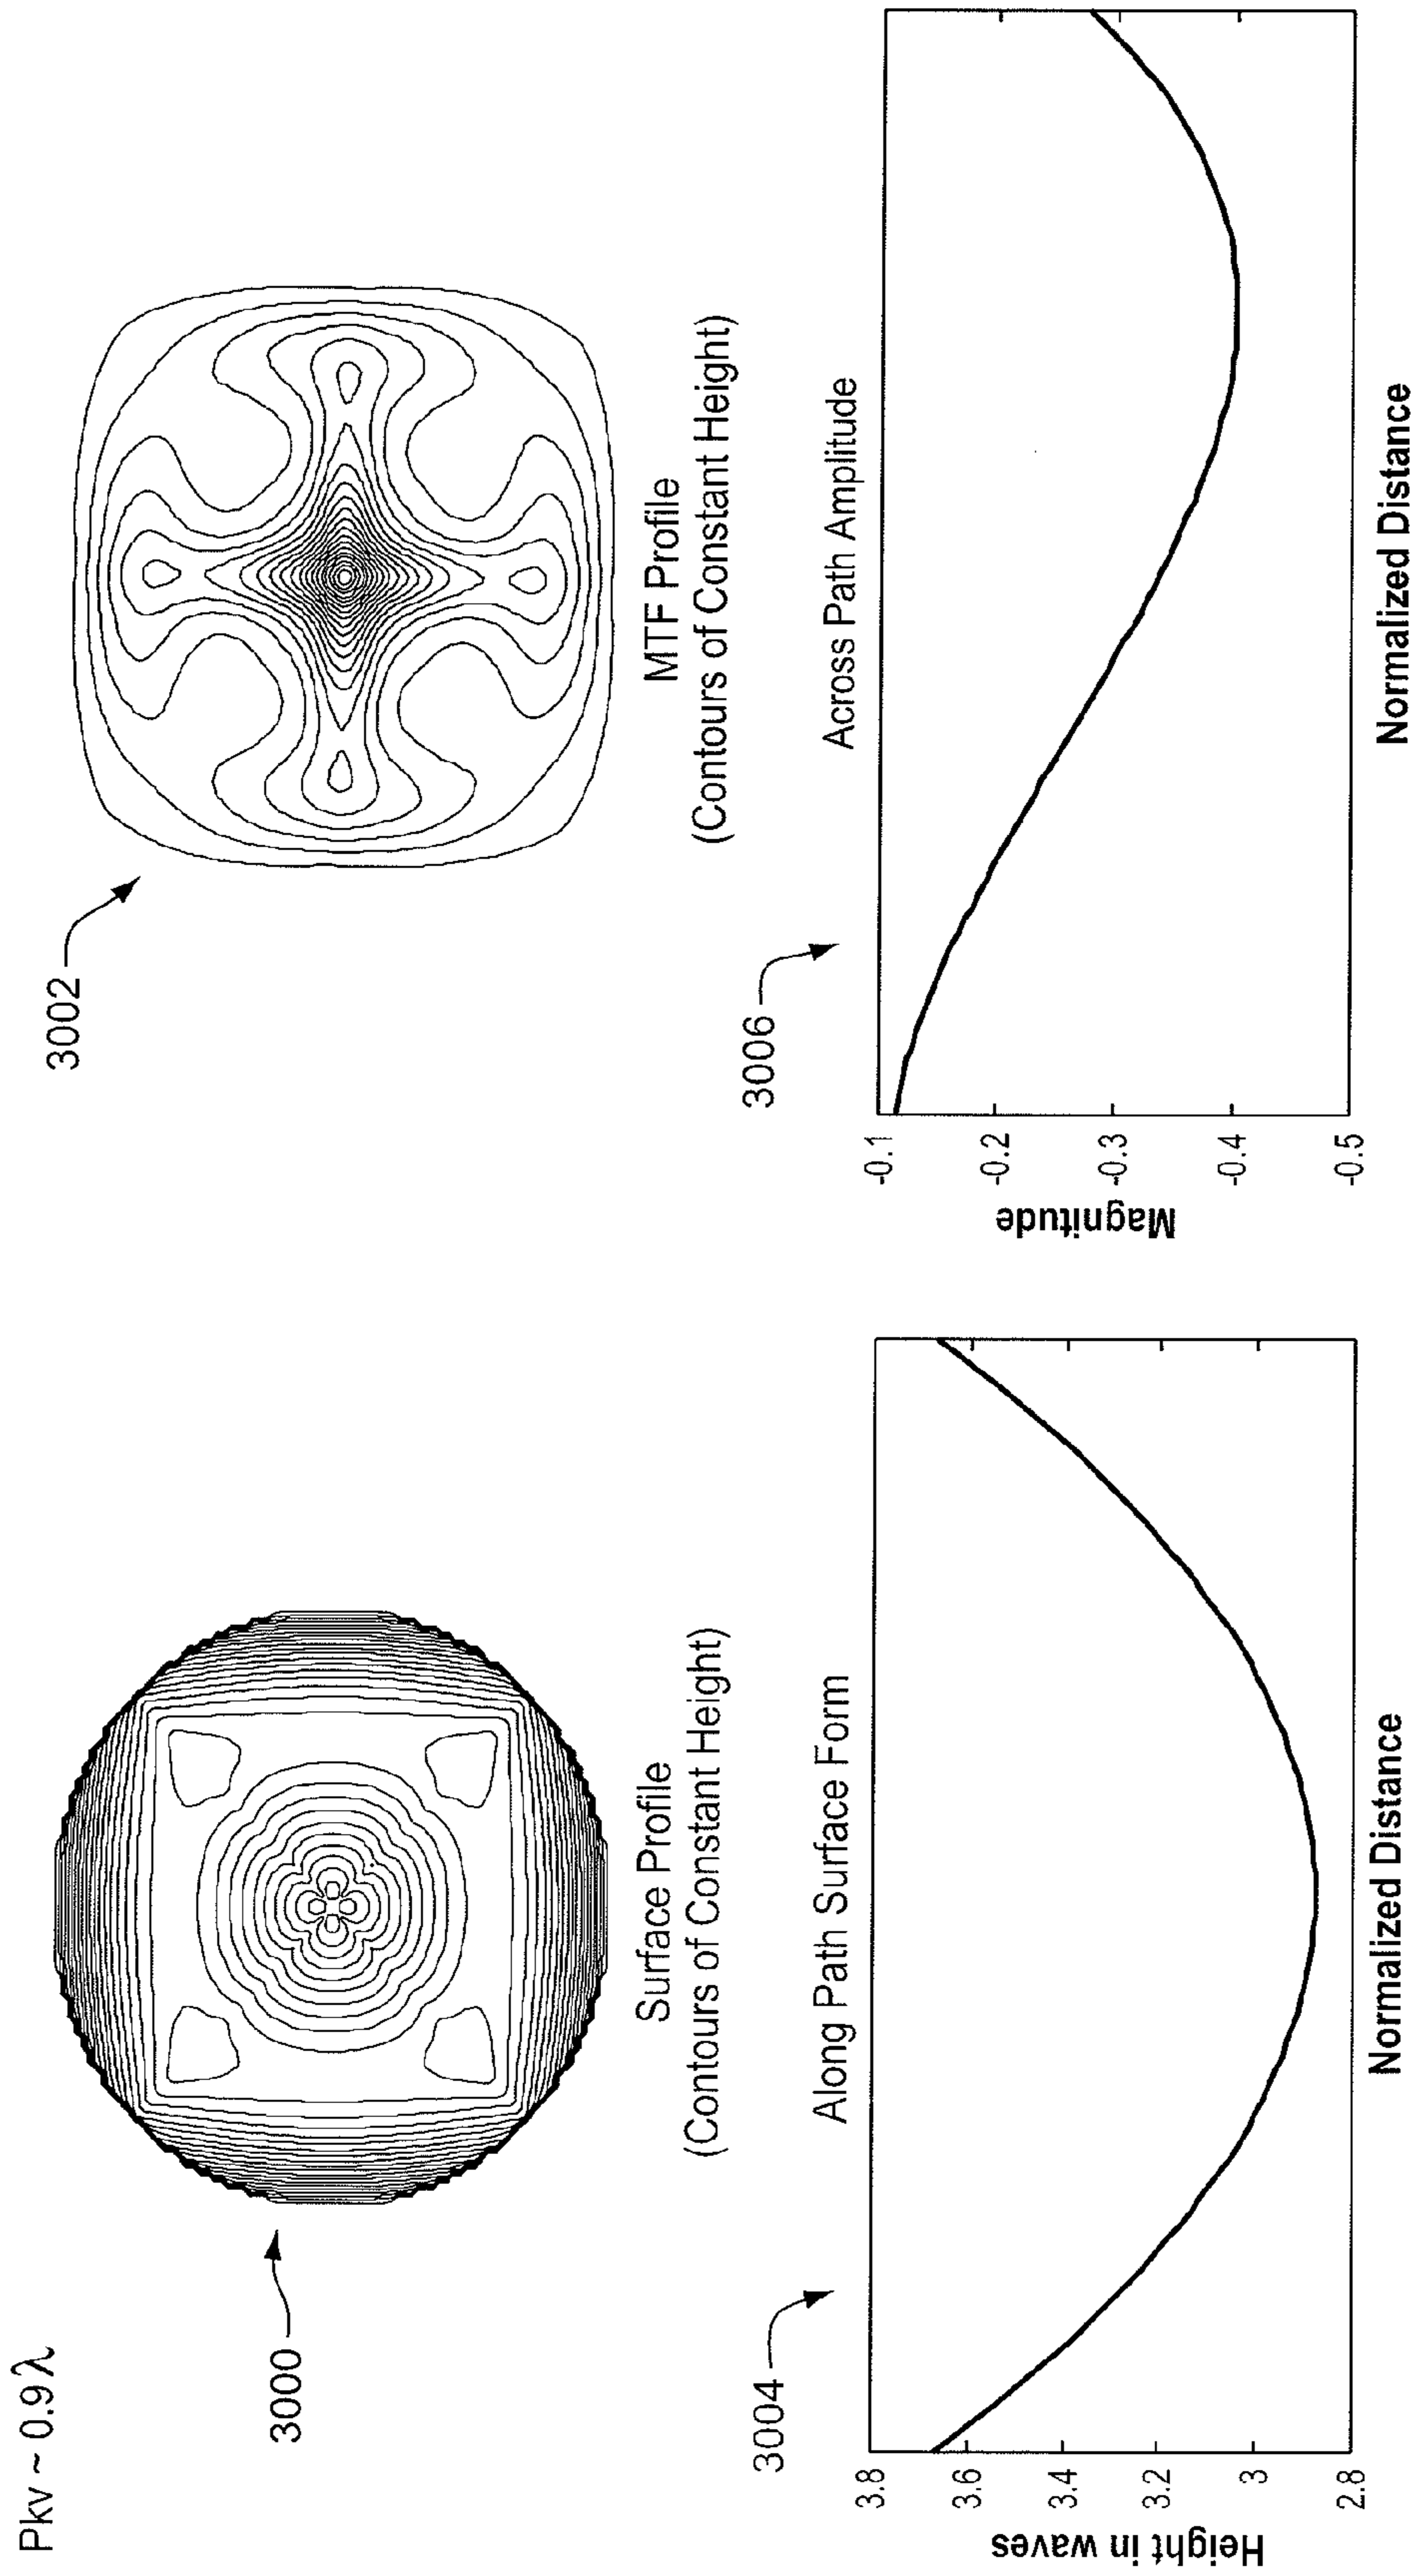 Pkv ~ 0.9 λ
3000
Surface Profile
(Contours of Constant Height)
3002
MTF Profile
(Contours of Constant Height)
3004
Along Path Surface Form
Height in waves
3.8
3.6
3.4
3.2
3
2.8
Normalized Distance
3006
Across Path Amplitude
Magnitude
-0.1
-0.2
-0.3
-0.4
-0.5
Normalized Distance